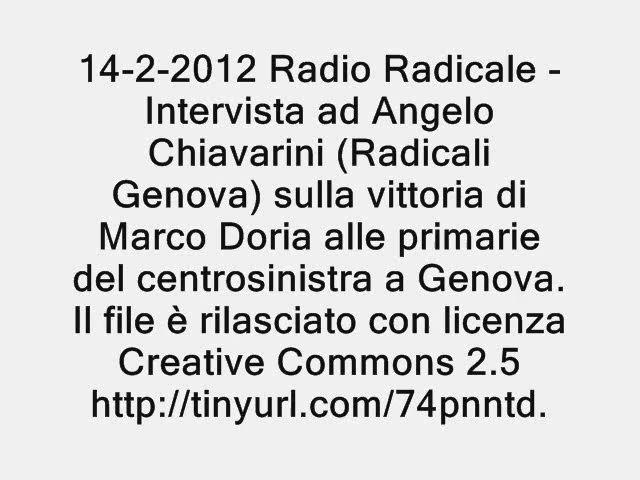 14-2-2012 Radio Radicale -
Intervista ad Angelo
Chiavarini (Radicali
Genova) sulla vittoria di
Marco Doria alle primarie
del centrosinistra a Genova.
Il file è rilasciato con licenza
Creative Commons 2.5
http://tinyurl.com/74pnntd.